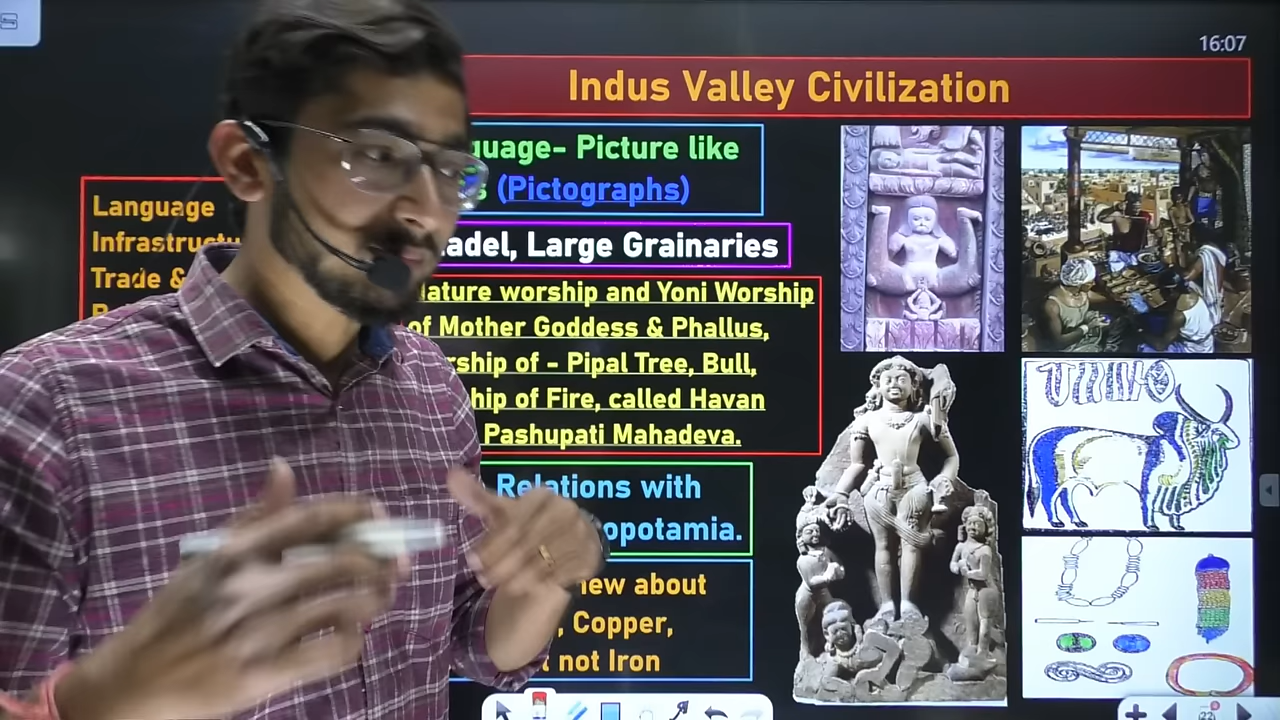 16:07
Indus Valley Civilization
guage- Picture like
(Pictographs)
Language
Infrastructu
Trade &
adel, Large Grainaries
ature worship and Yoni Worship
of Mother Goddess & Phallus,
rship of - Pipal Tree, Bull,
hip of Fire, called Havan
Pashupati Mahadeva.
Relations with
opotamia.
new about
, Copper,
t not Iron